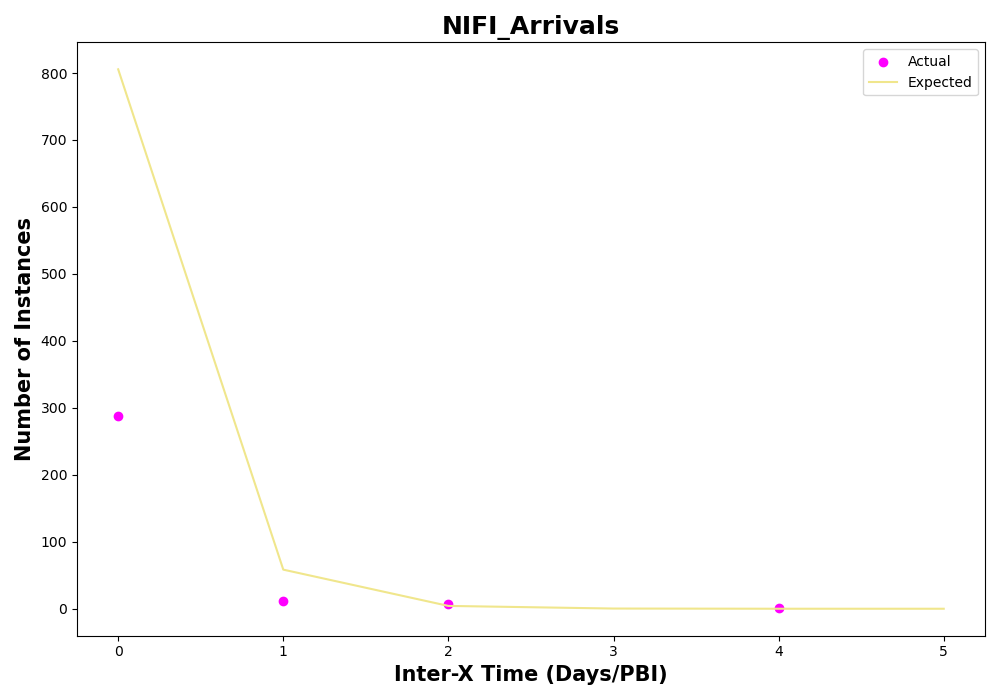 NIFI_Arrivals
Actual
Expected
Number of Instances
800
700
600
500
400
300
200
100
0
0 1 2 3 4 5
Inter-X Time (Days/PBI)